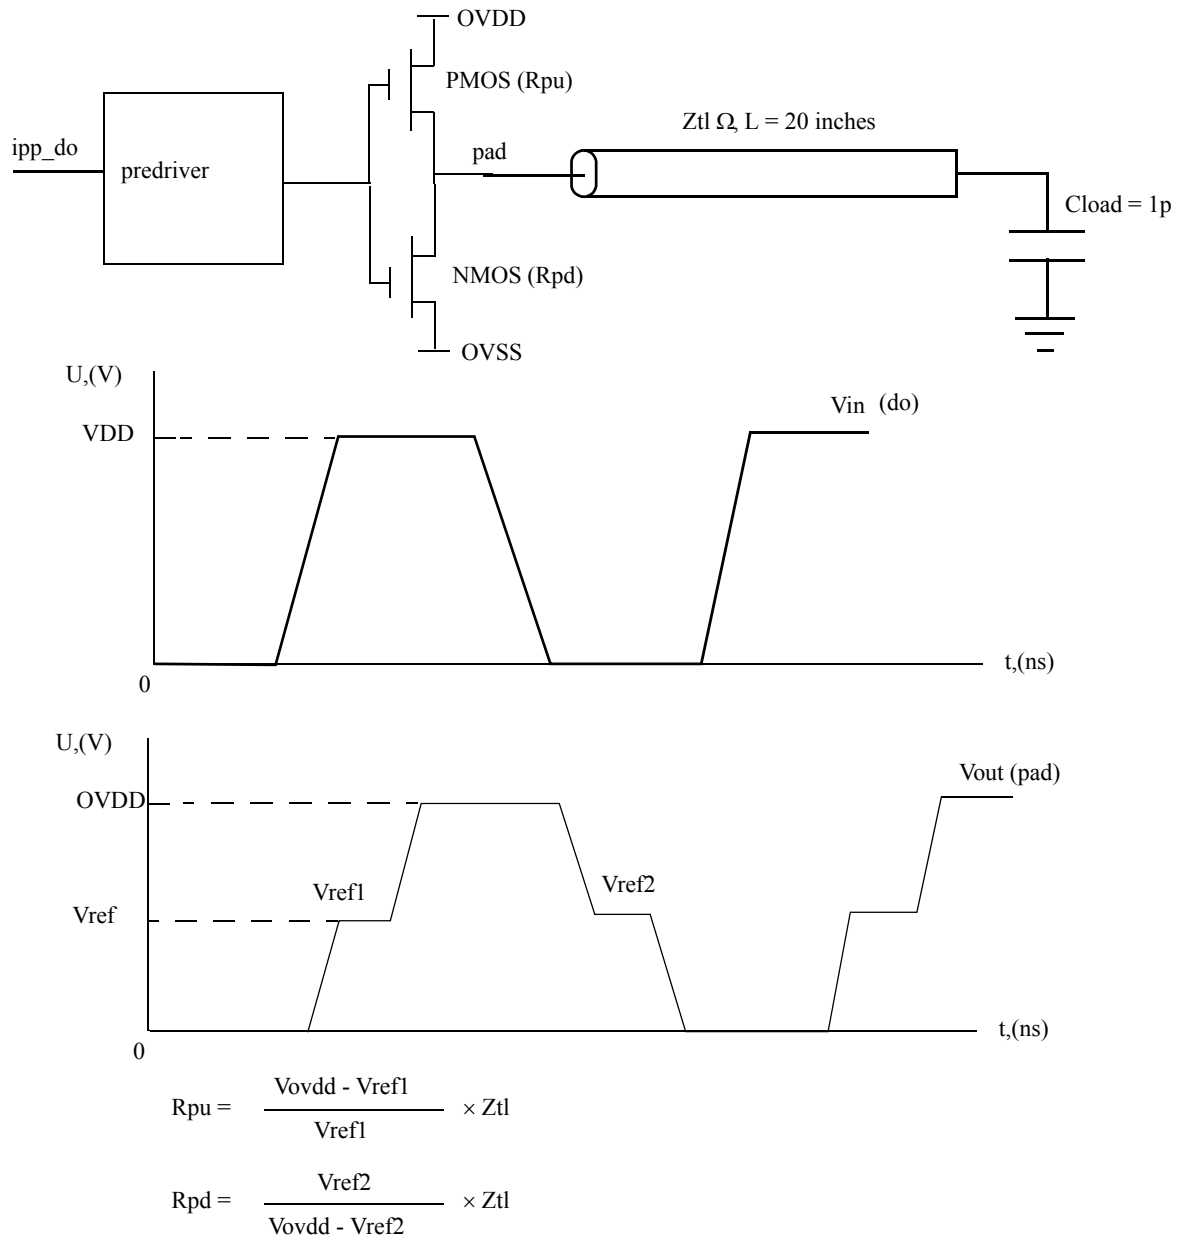 OVDD
PMOS (Rpu)
Ztl Ω, L = 20 inches
ipp_do
predriver
pad
Cload = 1p
NMOS (Rpd)
OVSS
U,(V)
VDD
Vin (do)
t,(ns)
0
U,(V)
OVDD
Vout (pad)
Vref1
Vref2
Vref
t,(ns)
0
Vovdd - Vref1
Rpu = × Ztl
Vref1
Vref2
Rpd = × Ztl
Vovdd - Vref2